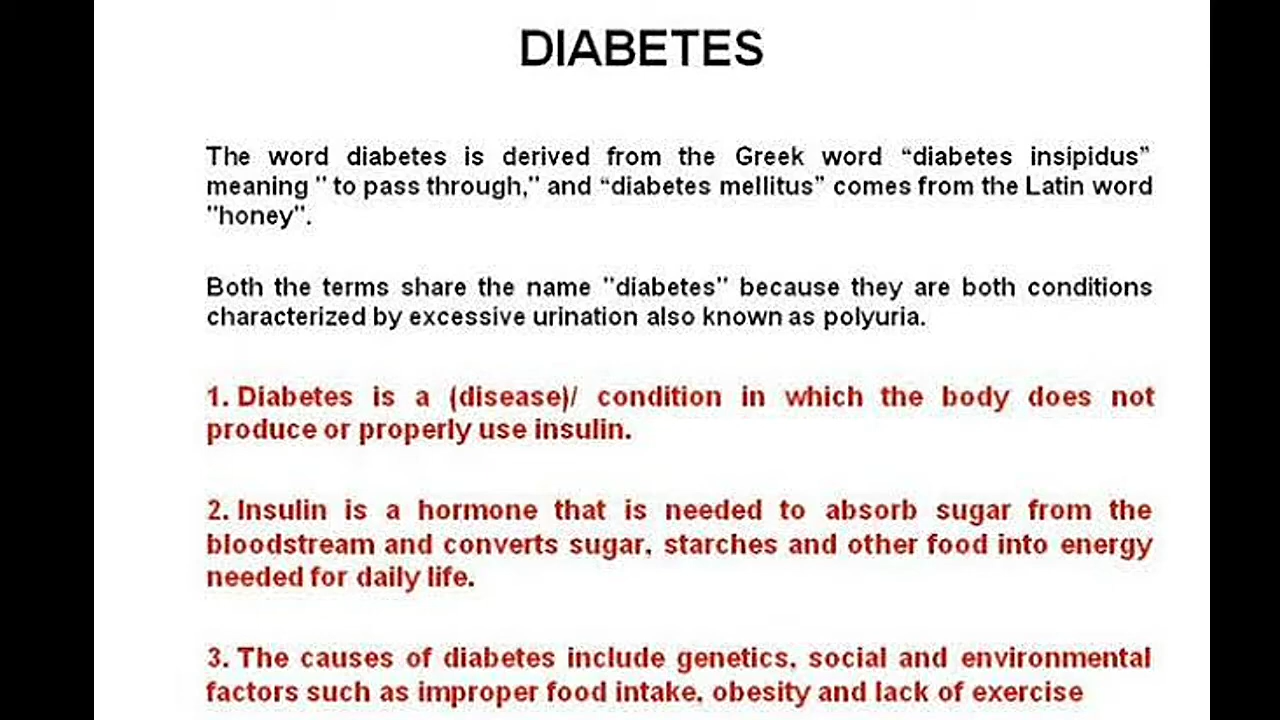 DIABETES
The word diabetes is derived from the Greek word “diabetes insipidus”
meaning " to pass through," and “diabetes mellitus” comes from the Latin word
"honey".
Both the terms share the name "diabetes" because they are both conditions
characterized by excessive urination also known as polyuria.
1. Diabetes is a (disease)/ condition in which the body does not
produce or properly use insulin.
2. Insulin is a hormone that is needed to absorb sugar from the
bloodstream and converts sugar, starches and other food into energy
needed for daily life.
3. The causes of diabetes include genetics, social and environmental
factors such as improper food intake, obesity and lack of exercise